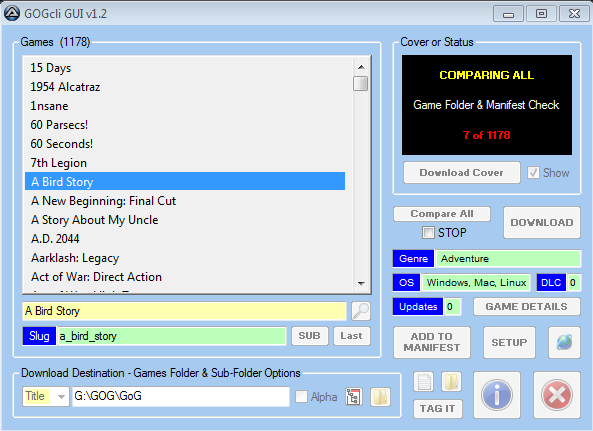 GOGcli GUI v1.2
Games (1178)
15 Days
1954 Alcatraz
1nsane
60 Parsecs!
60 Seconds!
7th Legion
A Bird Story
A New Beginning: Final Cut
A Story About My Uncle
A.D. 2044
Aarklash: Legacy
Act of War: Direct Action
A Bird Story
Slug a_bird_story SUB Last
Cover or Status
COMPARING ALL
Game Folder & Manifest Check
7 of 1178
Download Cover Show
Compare All
STOP
DOWNLOAD
Genre Adventure
OS Windows, Mac, Linux DLC 0
Updates 0 GAME DETAILS
ADD TO
MANIFEST
SETUP
Download Destination - Games Folder & Sub-Folder Options
Title G:\GOG\GoG Alpha
TAG IT